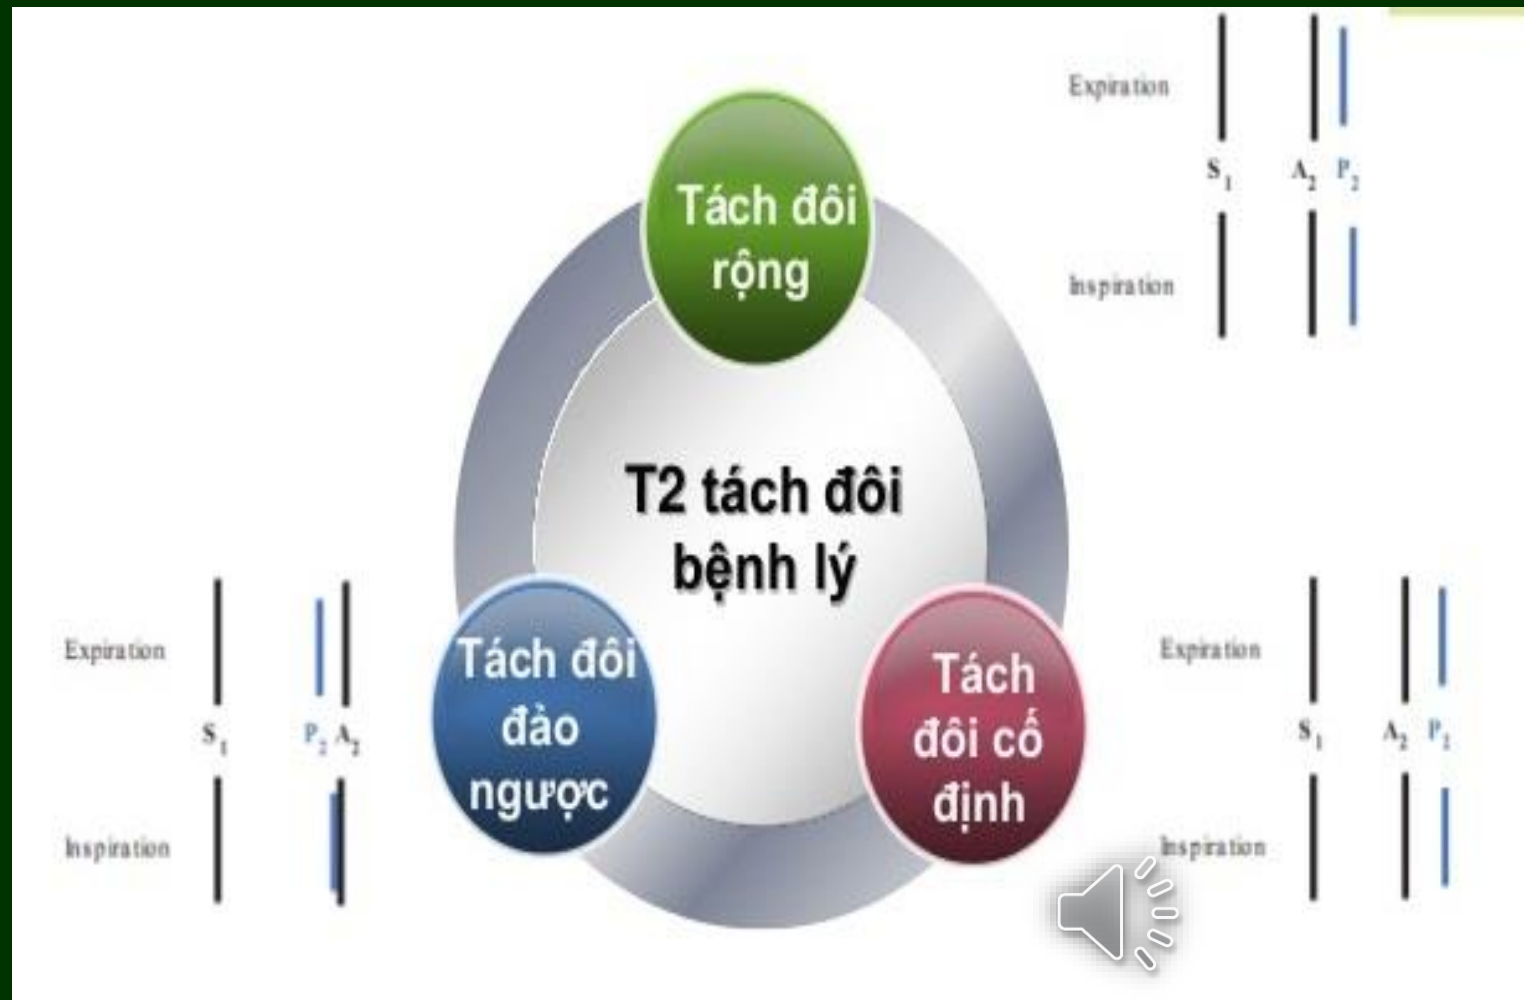 Expiration
S1 A2 P2
Inspiration
Tách đôi
rộng
T2 tách đôi
bệnh lý
Expiration
S1 P2 A2
Inspiration
Tách đôi
đảo
ngược
Tách
đôi cố
định
Expiration
S1 A2 P2
Inspiration